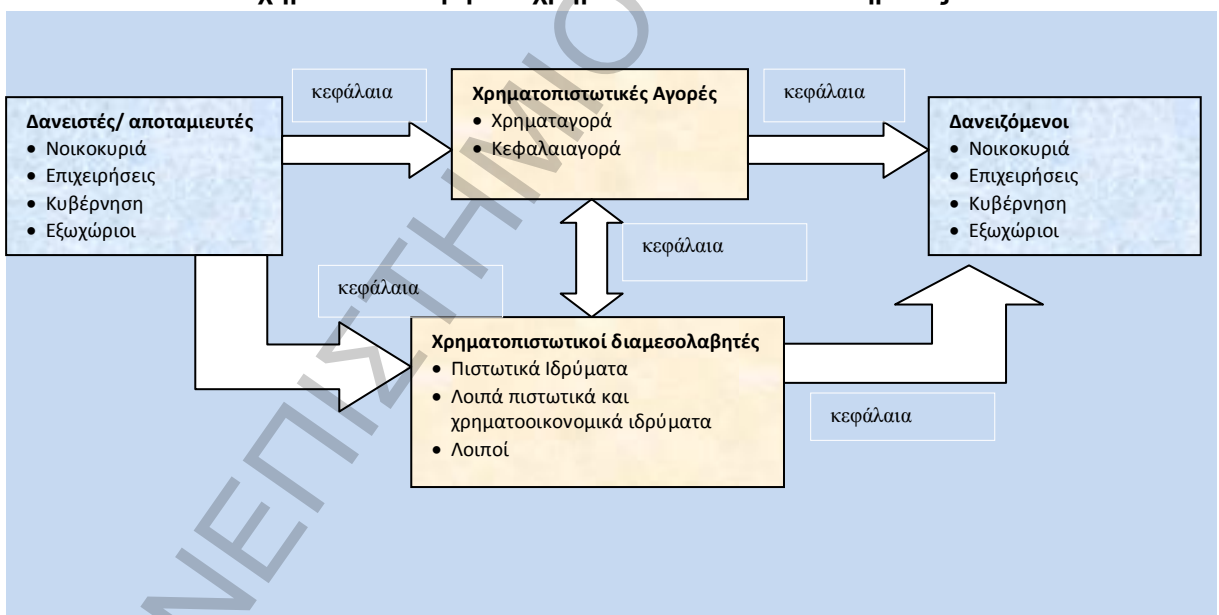 κεφάλαια
Χρηματοπιστωτικές Αγορές
• Χρηματαγορά
• Κεφαλαιαγορά
κεφάλαια
Δανειστές/ αποταμιευτές
• Νοικοκυριά
• Επιχειρήσεις
• Κυβέρνηση
• Εξωχώριοι
Δανειζόμενοι
• Νοικοκυριά
• Επιχειρήσεις
• Κυβέρνηση
• Εξωχώριοι
κεφάλαια
κεφάλαια
Χρηματοπιστωτικοί διαμεσολαβητές
• Πιστωτικά Ιδρύματα
• Λοιπά πιστωτικά και
χρηματοοικονομικά ιδρύματα
• Λοιποί
κεφάλαια